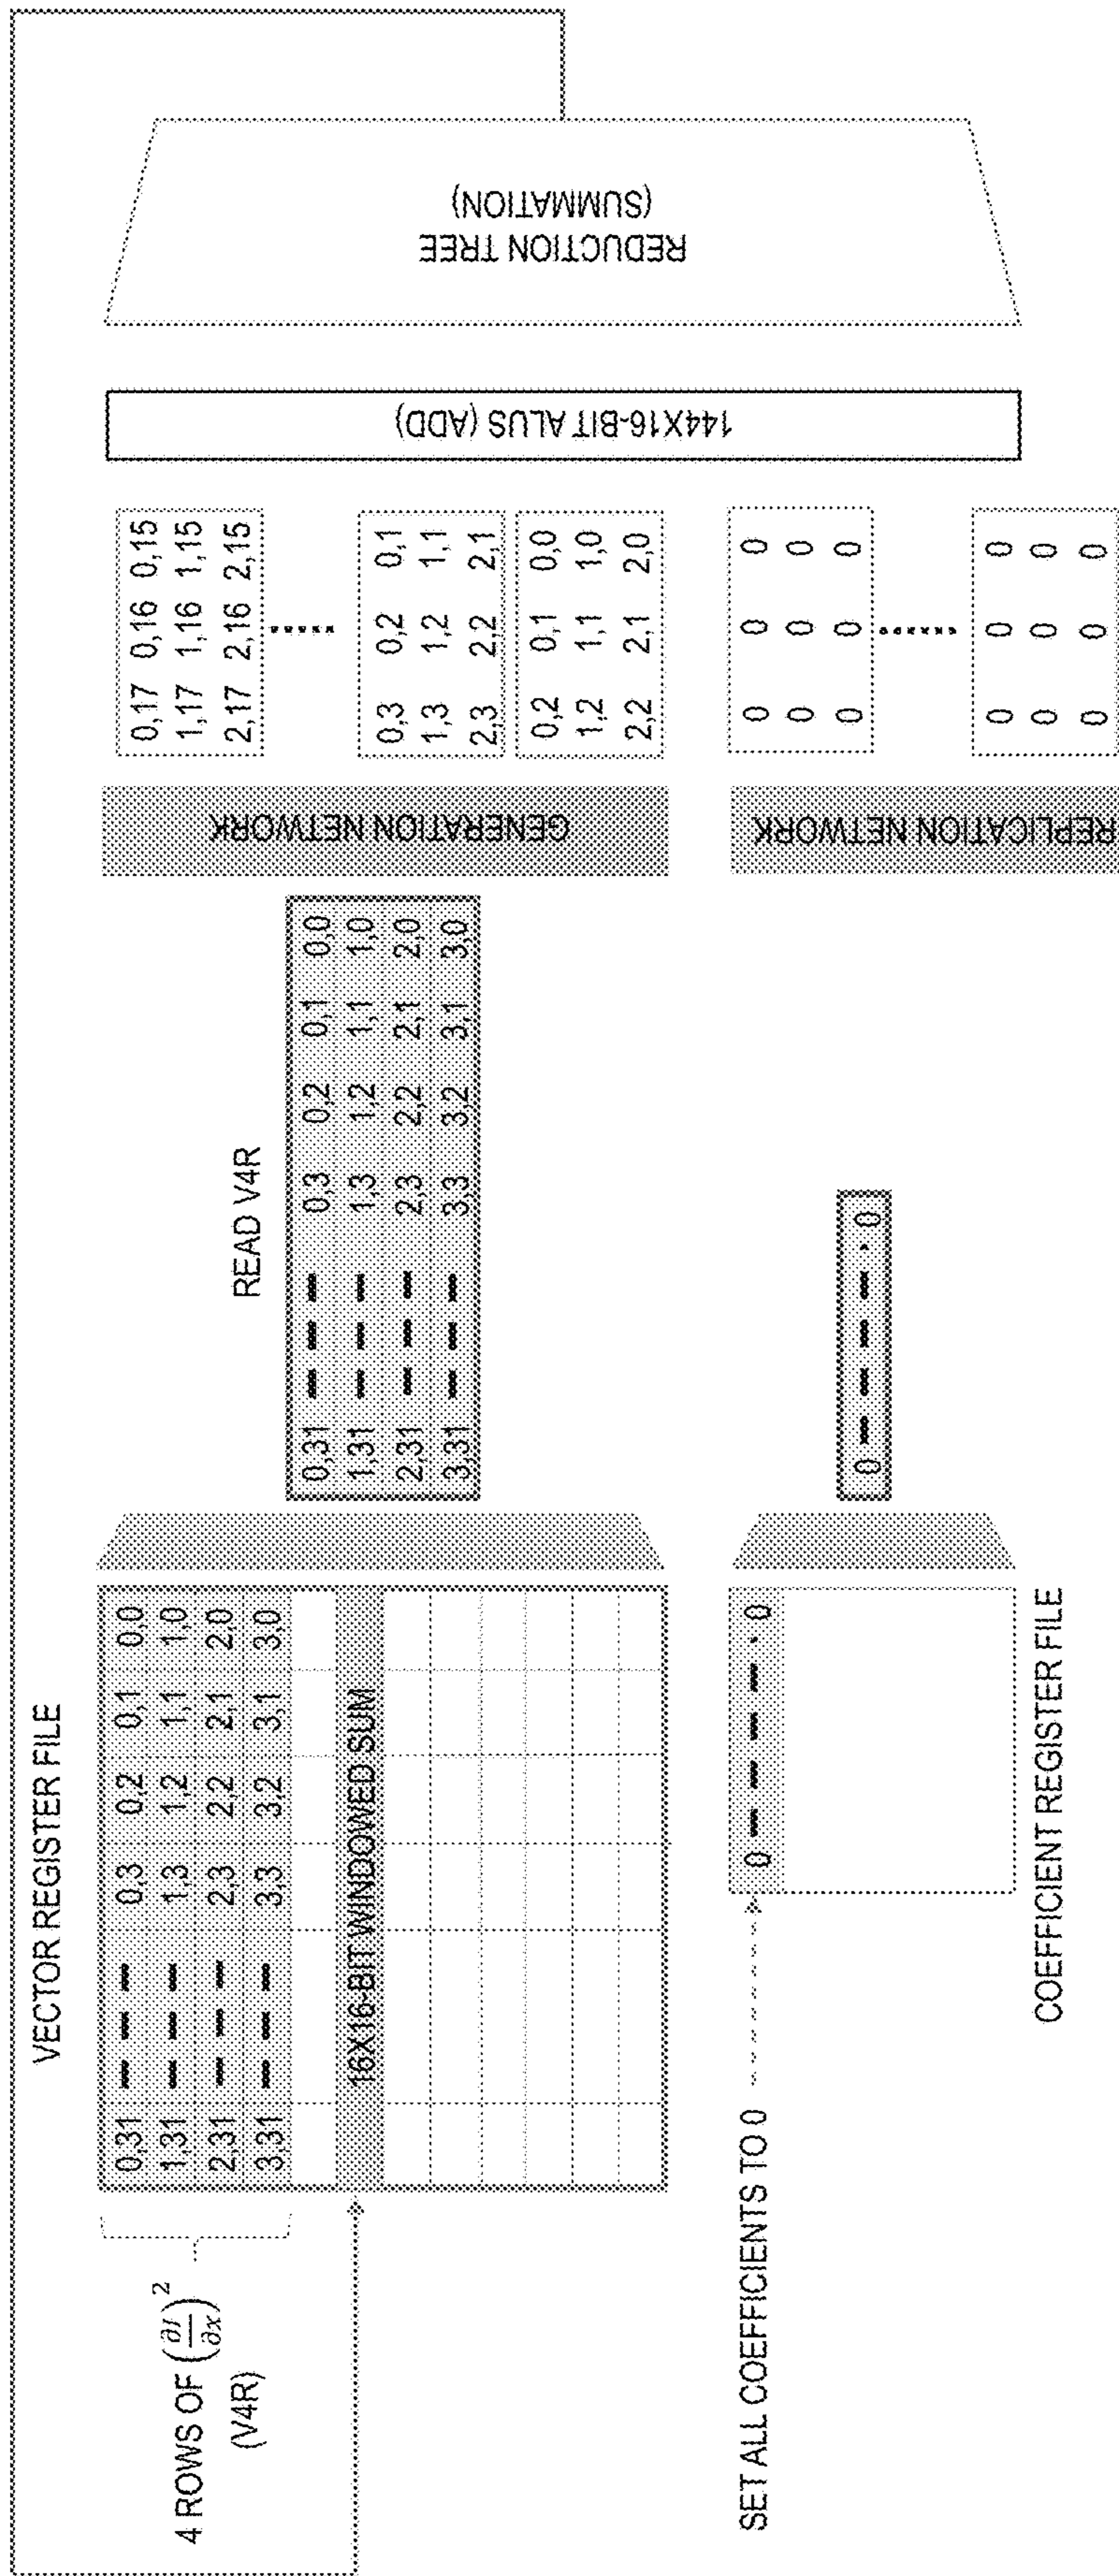 VECTOR REGISTER FILE
4 ROWS OF (∂I/∂x)²
(V4R)
0,31 — — — 0,3 0,2 0,1 0,0
1,31 — — — 1,3 1,2 1,1 1,0
2,31 — — — 2,3 2,2 2,1 2,0
3,31 — — — 3,3 3,2 3,1 3,0
16X16-BIT WINDOWED SUM
READ V4R
0,31 — — — 0,3 0,2 0,1 0,0
1,31 — — — 1,3 1,2 1,1 1,0
2,31 — — — 2,3 2,2 2,1 2,0
3,31 — — — 3,3 3,2 3,1 3,0
GENERATION NETWORK
0,17 0,16 0,15
1,17 1,16 1,15
2,17 2,16 2,15
0,3 0,2 0,1
1,3 1,2 1,1
2,3 2,2 2,1
0,2 0,1 0,0
1,2 1,1 1,0
2,2 2,1 2,0
144X16-BIT ALUS (ADD)
REDUCTION TREE
(SUMMATION)
SET ALL COEFFICIENTS TO 0
0 — — — — · 0
COEFFICIENT REGISTER FILE
0 — — — — · 0
REPLICATION NETWORK
0 0 0
0 0 0
0 0 0
0 0 0
0 0 0
0 0 0